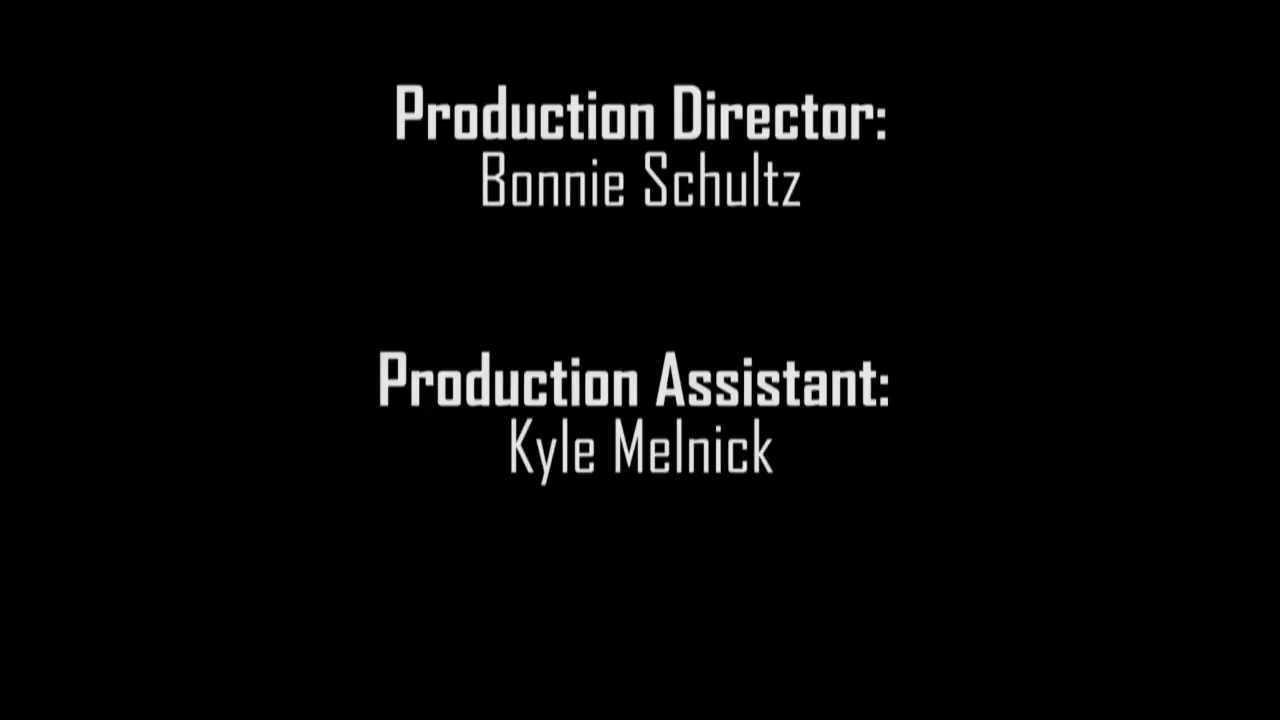 Production Director:
Bonnie Schultz
Production Assistant:
Kyle Melnick